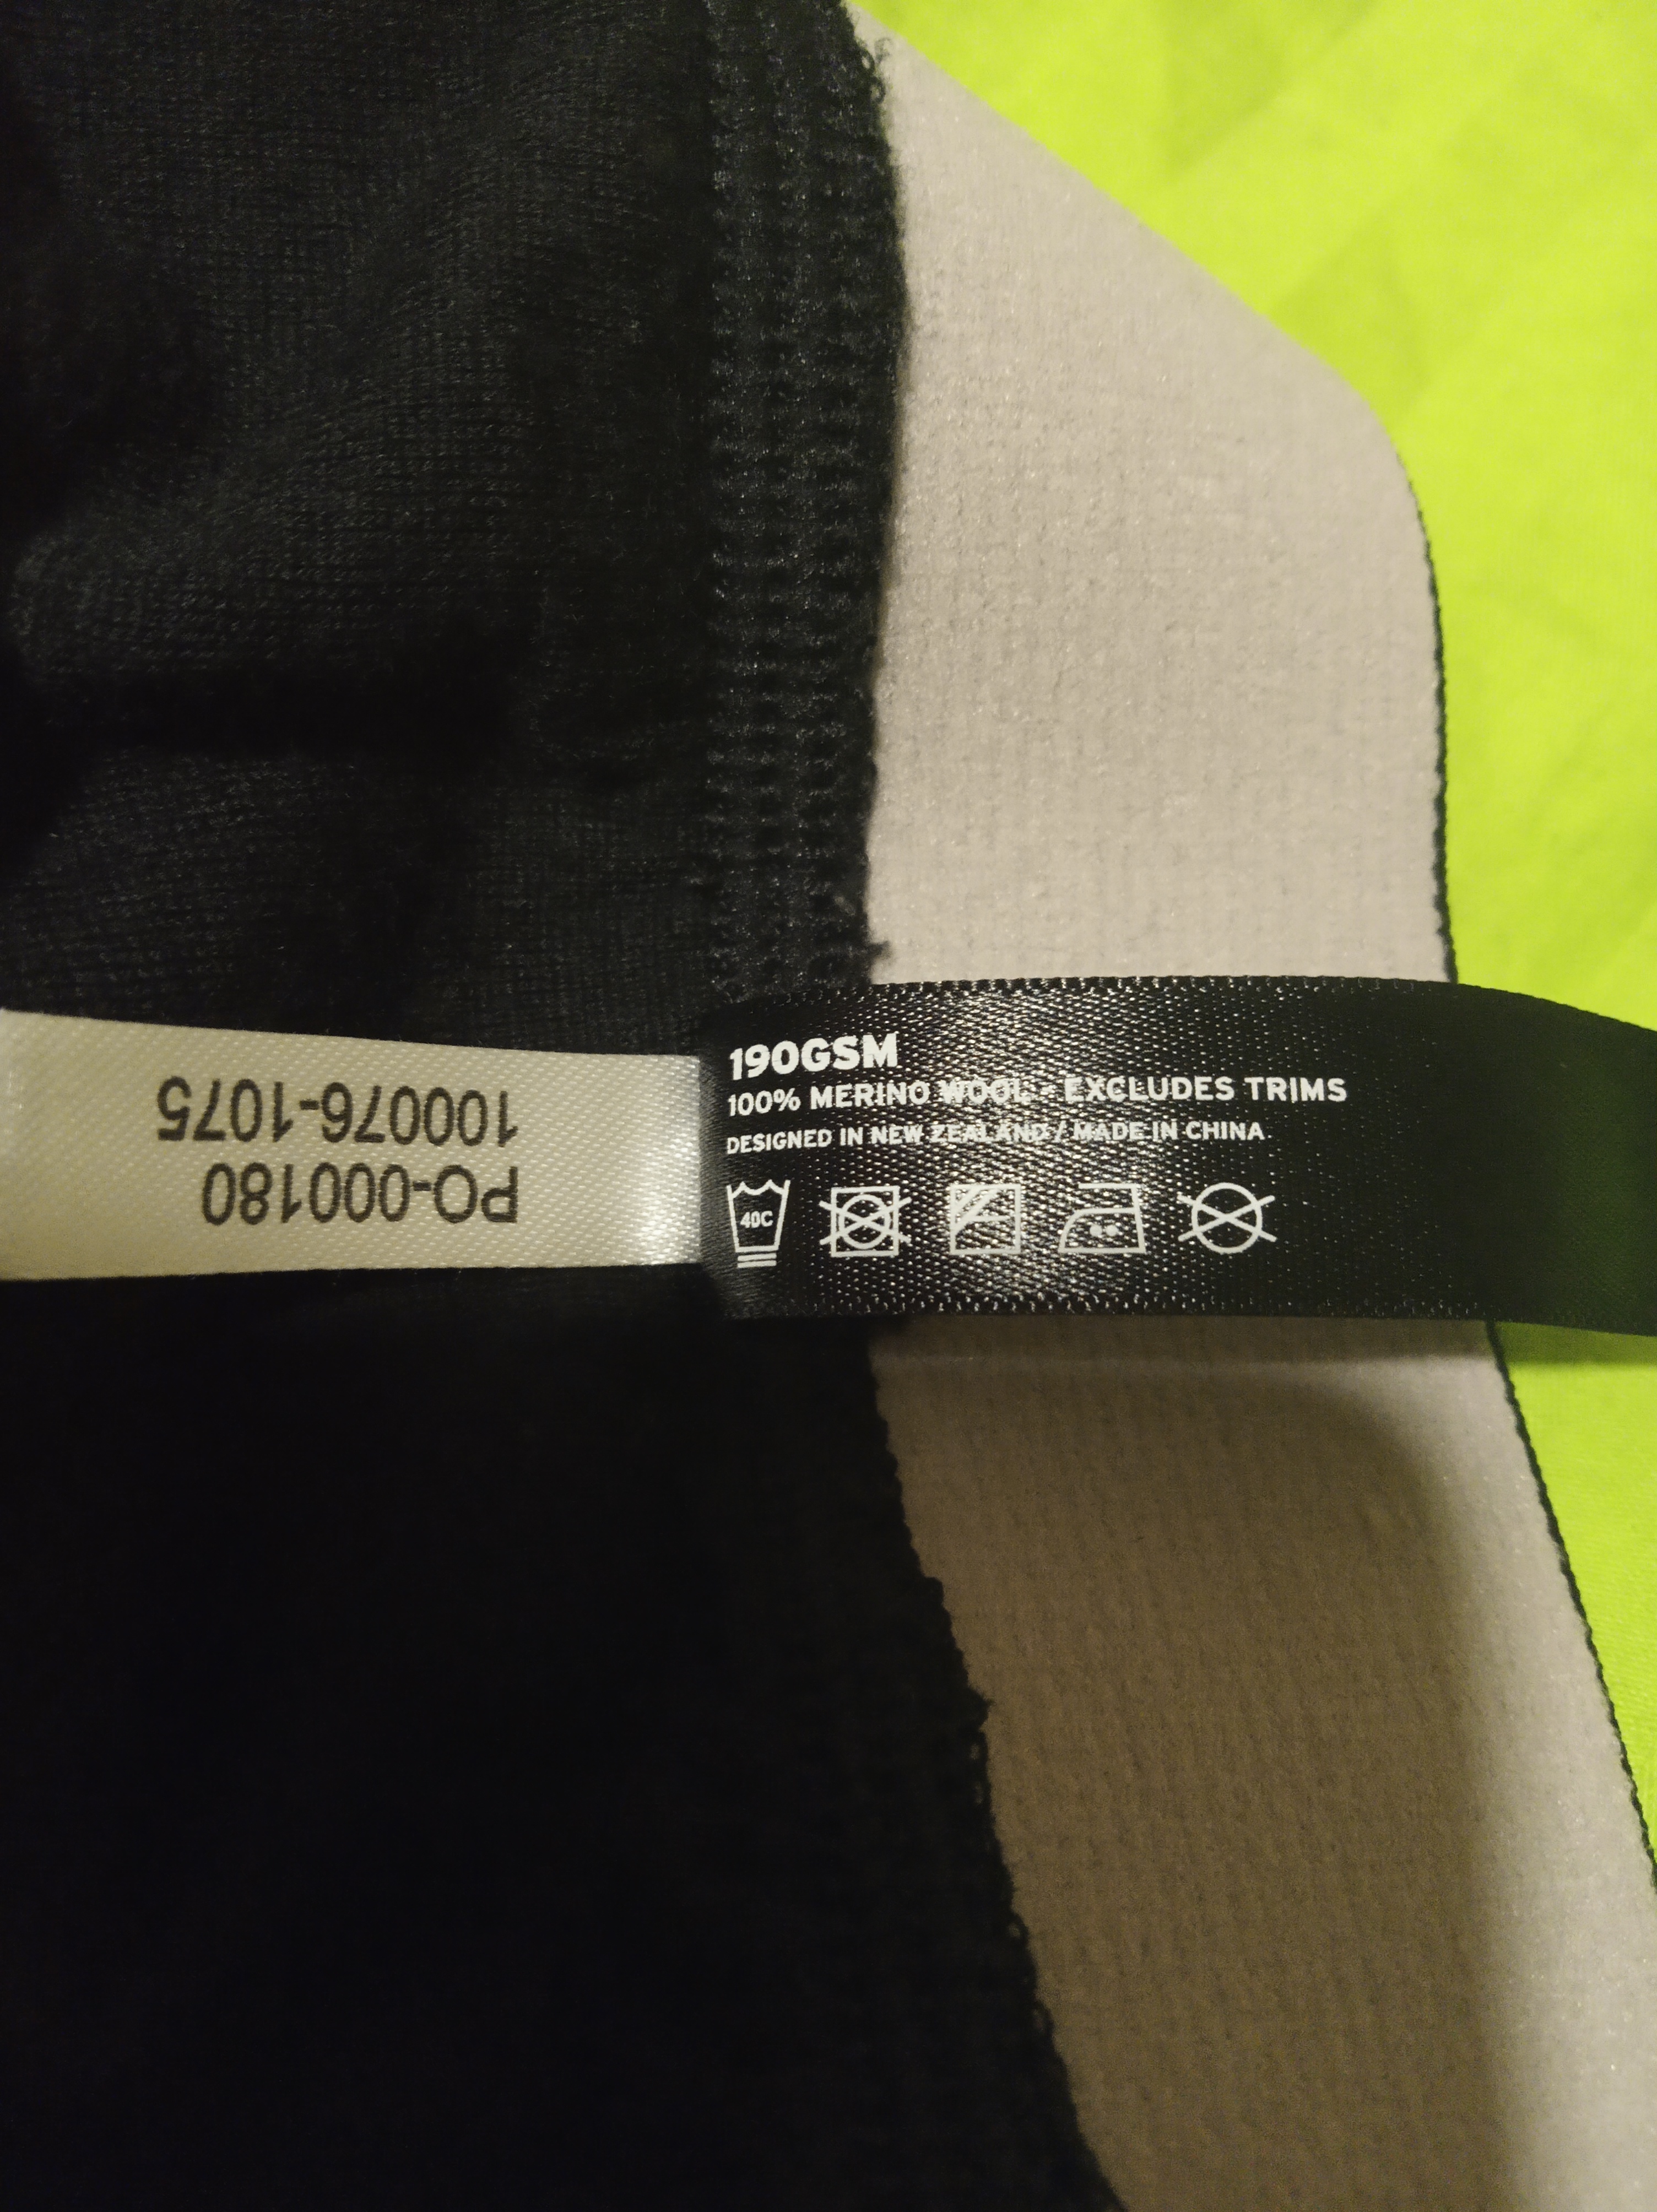 190GSM
100% MERINO WOOL - EXCLUDES TRIMS
DESIGNED IN NEW ZEALAND / MADE IN CHINA
40C
PO-000180
100076-1075